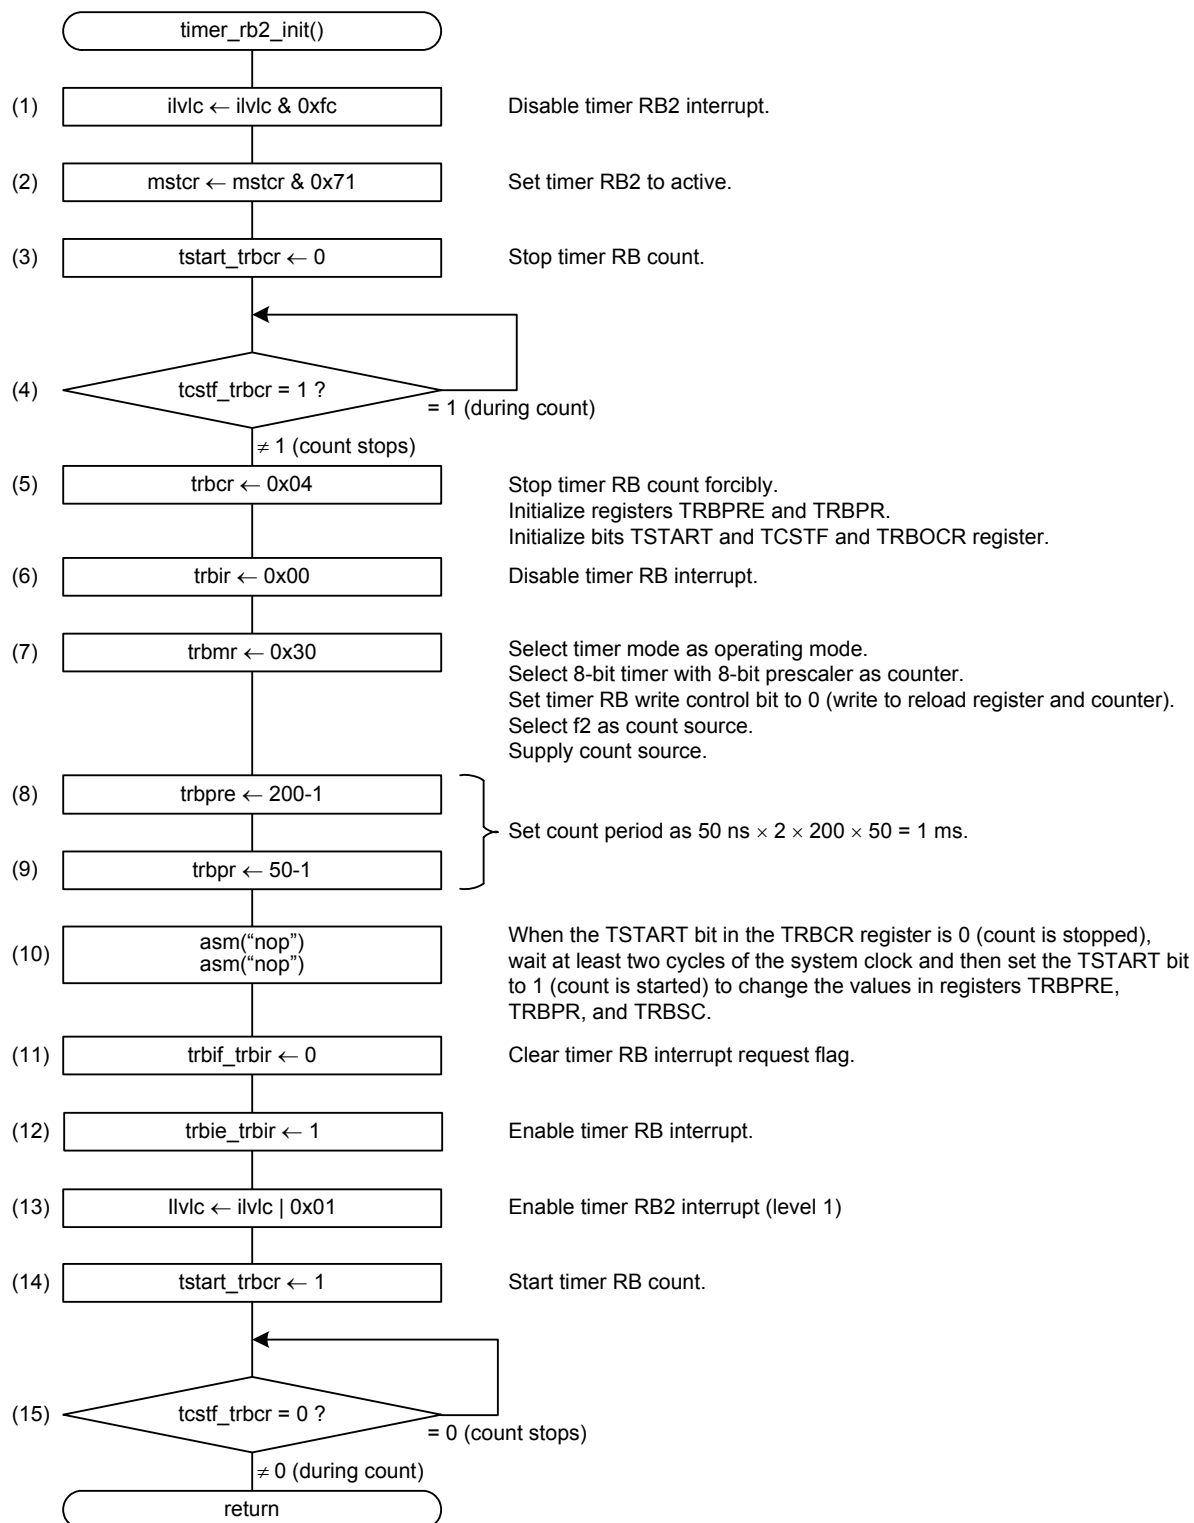 timer_rb2_init()
(1)
ilvlc ← ilvlc & 0xfc
Disable timer RB2 interrupt.
(2)
mstcr ← mstcr & 0x71
Set timer RB2 to active.
(3)
tstart_trbcr ← 0
Stop timer RB count.
(4)
tcstf_trbcr = 1 ?
= 1 (during count)
≠ 1 (count stops)
(5)
trbcr ← 0x04
Stop timer RB count forcibly.
Initialize registers TRBPRE and TRBPR.
Initialize bits TSTART and TCSTF and TRBOCR register.
(6)
trbir ← 0x00
Disable timer RB interrupt.
(7)
trbmr ← 0x30
Select timer mode as operating mode.
Select 8-bit timer with 8-bit prescaler as counter.
Set timer RB write control bit to 0 (write to reload register and counter).
Select f2 as count source.
Supply count source.
(8)
trbpre ← 200-1
Set count period as 50 ns × 2 × 200 × 50 = 1 ms.
(9)
trbpr ← 50-1
(10)
asm(“nop”)
asm(“nop”)
When the TSTART bit in the TRBCR register is 0 (count is stopped),
wait at least two cycles of the system clock and then set the TSTART bit
to 1 (count is started) to change the values in registers TRBPRE,
TRBPR, and TRBSC.
(11)
trbif_trbir ← 0
Clear timer RB interrupt request flag.
(12)
trbie_trbir ← 1
Enable timer RB interrupt.
(13)
Ilvlc ← ilvlc | 0x01
Enable timer RB2 interrupt (level 1)
(14)
tstart_trbcr ← 1
Start timer RB count.
(15)
tcstf_trbcr = 0 ?
= 0 (count stops)
≠ 0 (during count)
return